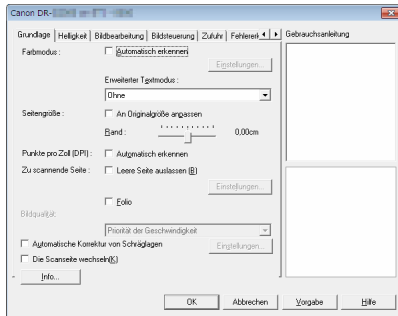 Canon DR-
Grundlage Helligkeit Bildbearbeitung Bildsteuerung Zufuhr Fehlererk
Gebrauchsanleitung
Farbmodus : Automatisch erkennen
Einstellungen...
Erweiterter Textmodus :
Ohne
Seitengröße : An Originalgröße anpassen
Rand : 0,00cm
Punkte pro Zoll (DPI) : Automatisch erkennen
Zu scannende Seite : Leere Seite auslassen (B)
Einstellungen...
Folio
Bildqualität:
Priorität der Geschwindigkeit
Automatische Korrektur von Schräglagen Einstellungen...
Die Scanseite wechseln(K)
Info...
OK Abbrechen Vorgabe Hilfe